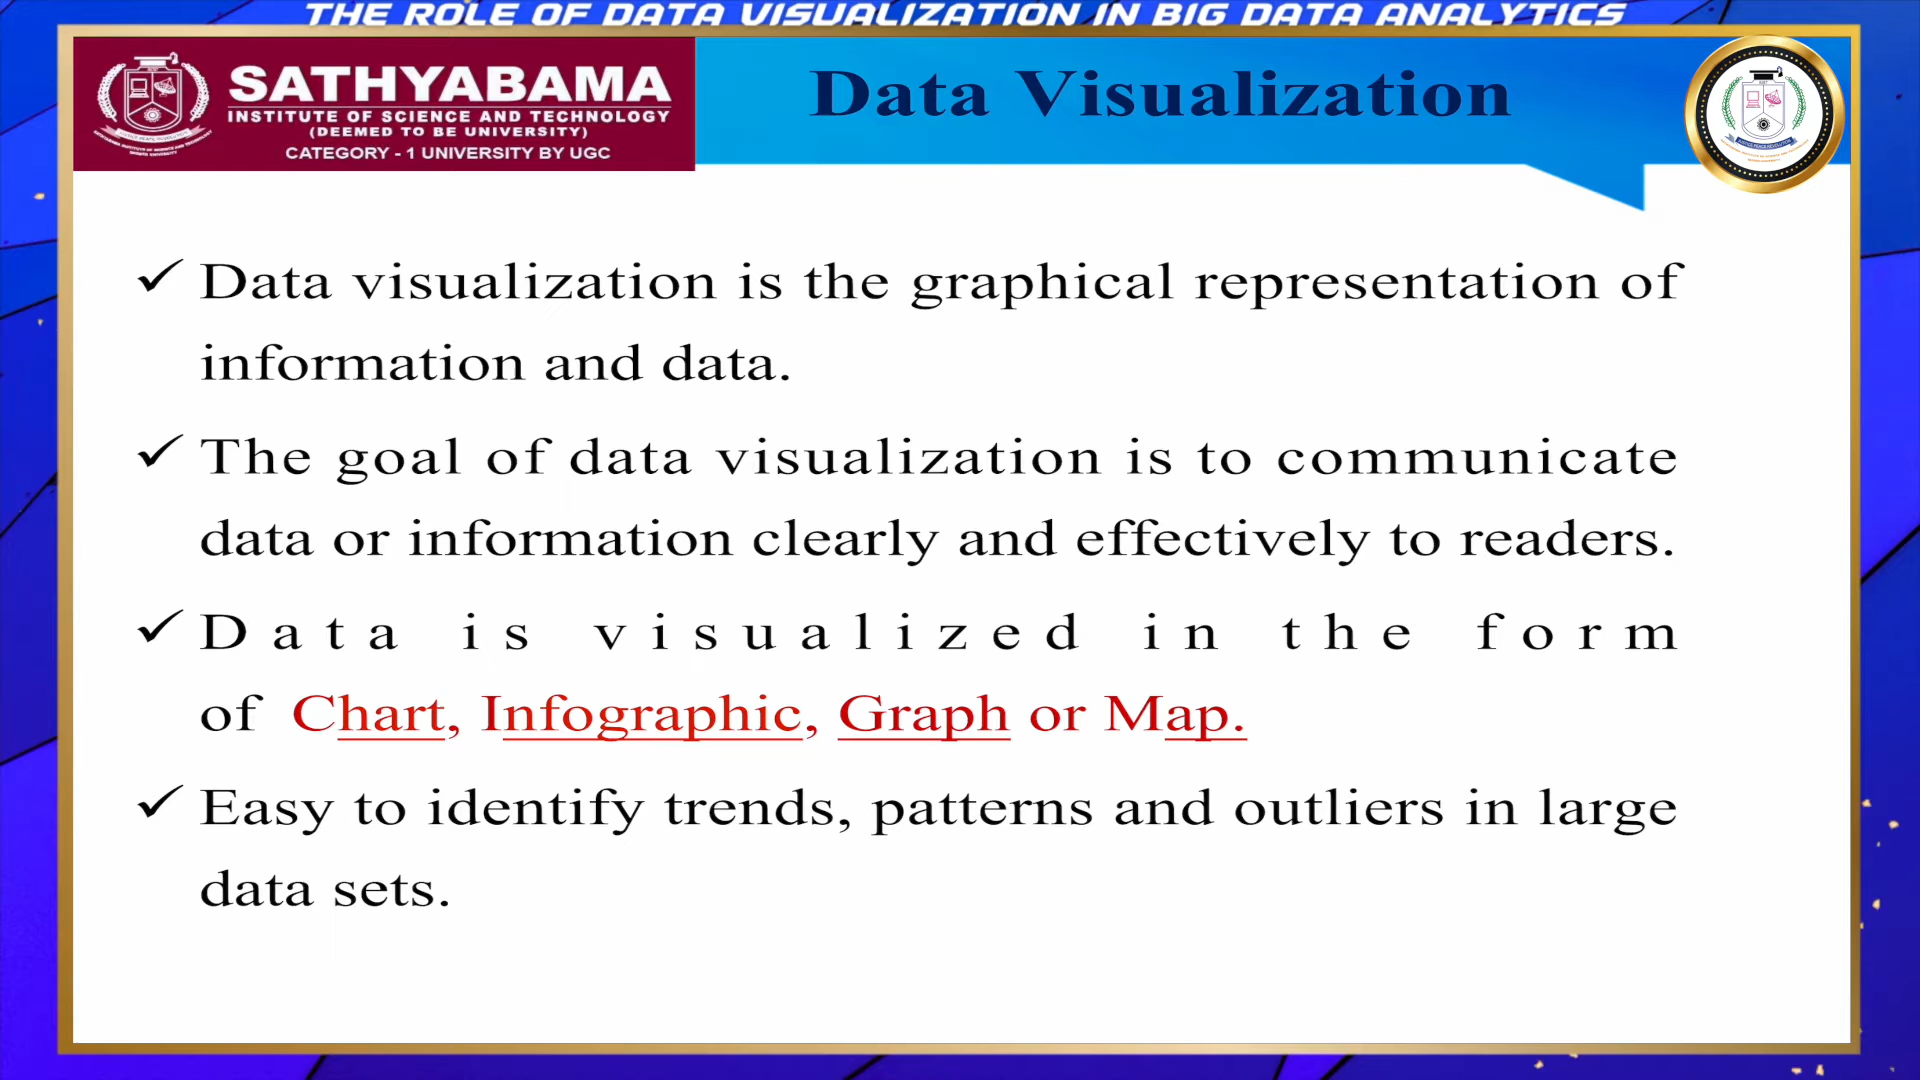 THE ROLE OF DATA VISUALIZATION IN BIG DATA ANALYTICS
SATHYABAMA
INSTITUTE OF SCIENCE AND TECHNOLOGY
(DEEMED TO BE UNIVERSITY)
CATEGORY - 1 UNIVERSITY BY UGC
Data Visualization
✓ Data visualization is the graphical representation of
information and data.
✓ The goal of data visualization is to communicate
data or information clearly and effectively to readers.
✓ Data is visualized in the form
of Chart, Infographic, Graph or Map.
✓ Easy to identify trends, patterns and outliers in large
data sets.